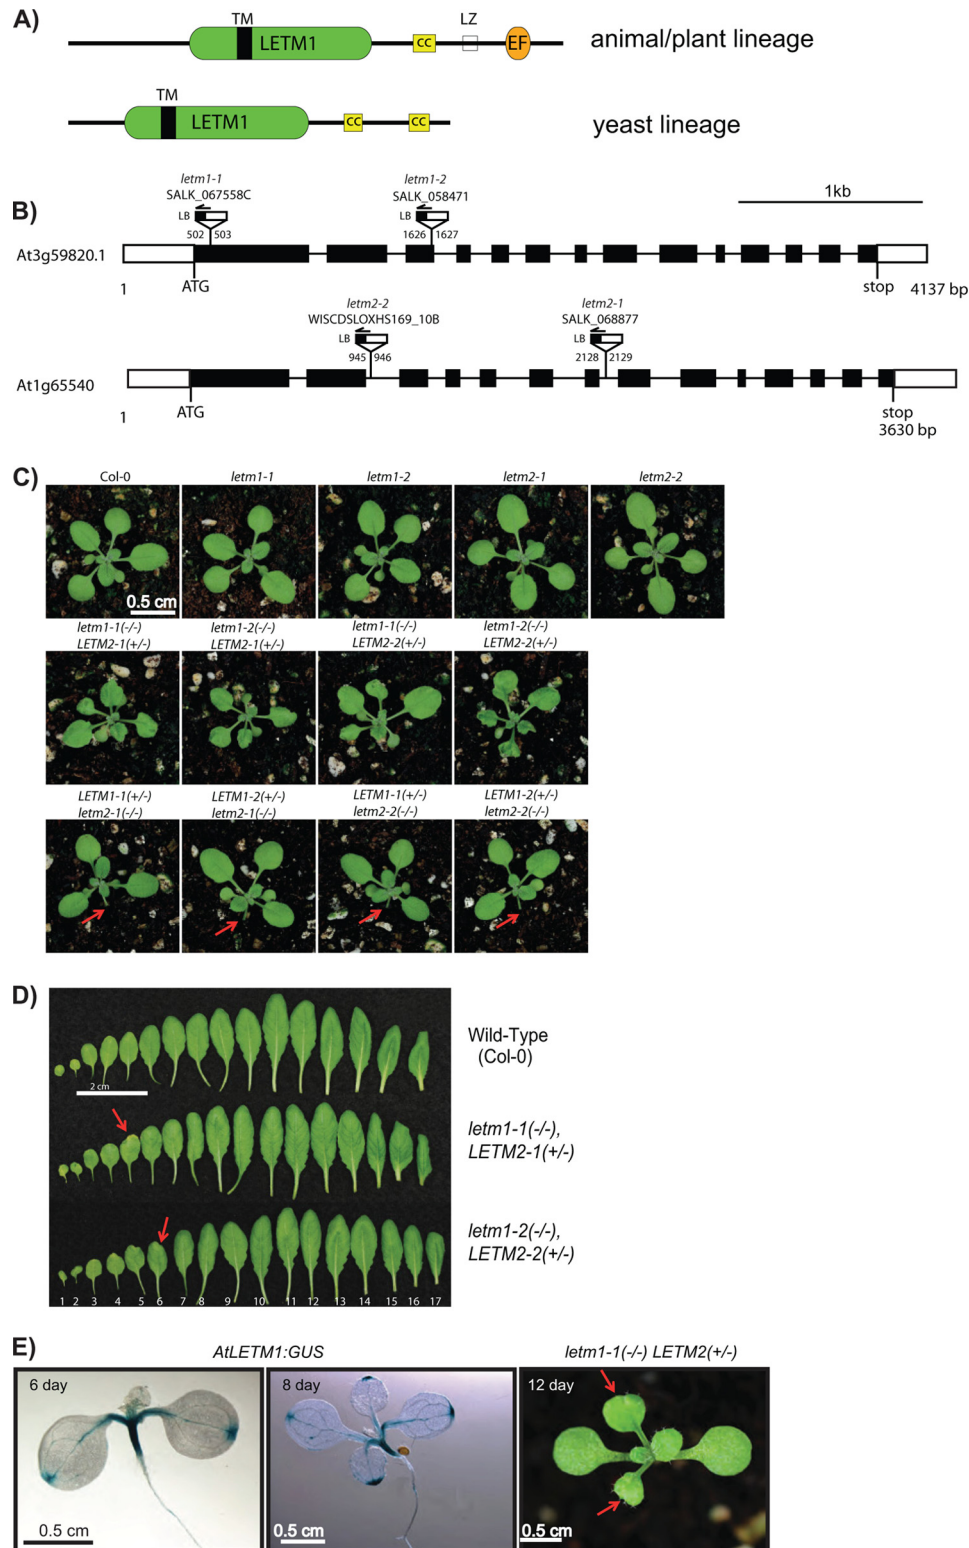 A)
TM
LZ
LETM1
CC
EF
animal/plant lineage
TM
LETM1
CC
CC
yeast lineage
B)
letm1-1
SALK_067558C
LB
502 503
letm1-2
SALK_058471
LB
1626 1627
1kb
At3g59820.1
1
ATG
stop
4137 bp
letm2-2
WISCDSLOXHS169_10B
LB
945 946
letm2-1
SALK_068877
LB
2128 2129
At1g65540
1
ATG
stop
3630 bp
C)
Col-0
letm1-1
letm1-2
letm2-1
letm2-2
0.5 cm
letm1-1(-/-)
LETM2-1(+/-)
letm1-2(-/-)
LETM2-1(+/-)
letm1-1(-/-)
LETM2-2(+/-)
letm1-2(-/-)
LETM2-2(+/-)
LETM1-1(+/-)
letm2-1(-/-)
LETM1-2(+/-)
letm2-1(-/-)
LETM1-1(+/-)
letm2-2(-/-)
LETM1-2(+/-)
letm2-2(-/-)
D)
2 cm
Wild-Type
(Col-0)
letm1-1(-/-),
LETM2-1(+/-)
letm1-2(-/-),
LETM2-2(+/-)
1 2 3 4 5 6 7 8 9 10 11 12 13 14 15 16 17
E)
AtLETM1:GUS
letm1-1(-/-) LETM2(+/-)
6 day
0.5 cm
8 day
0.5 cm
12 day
0.5 cm